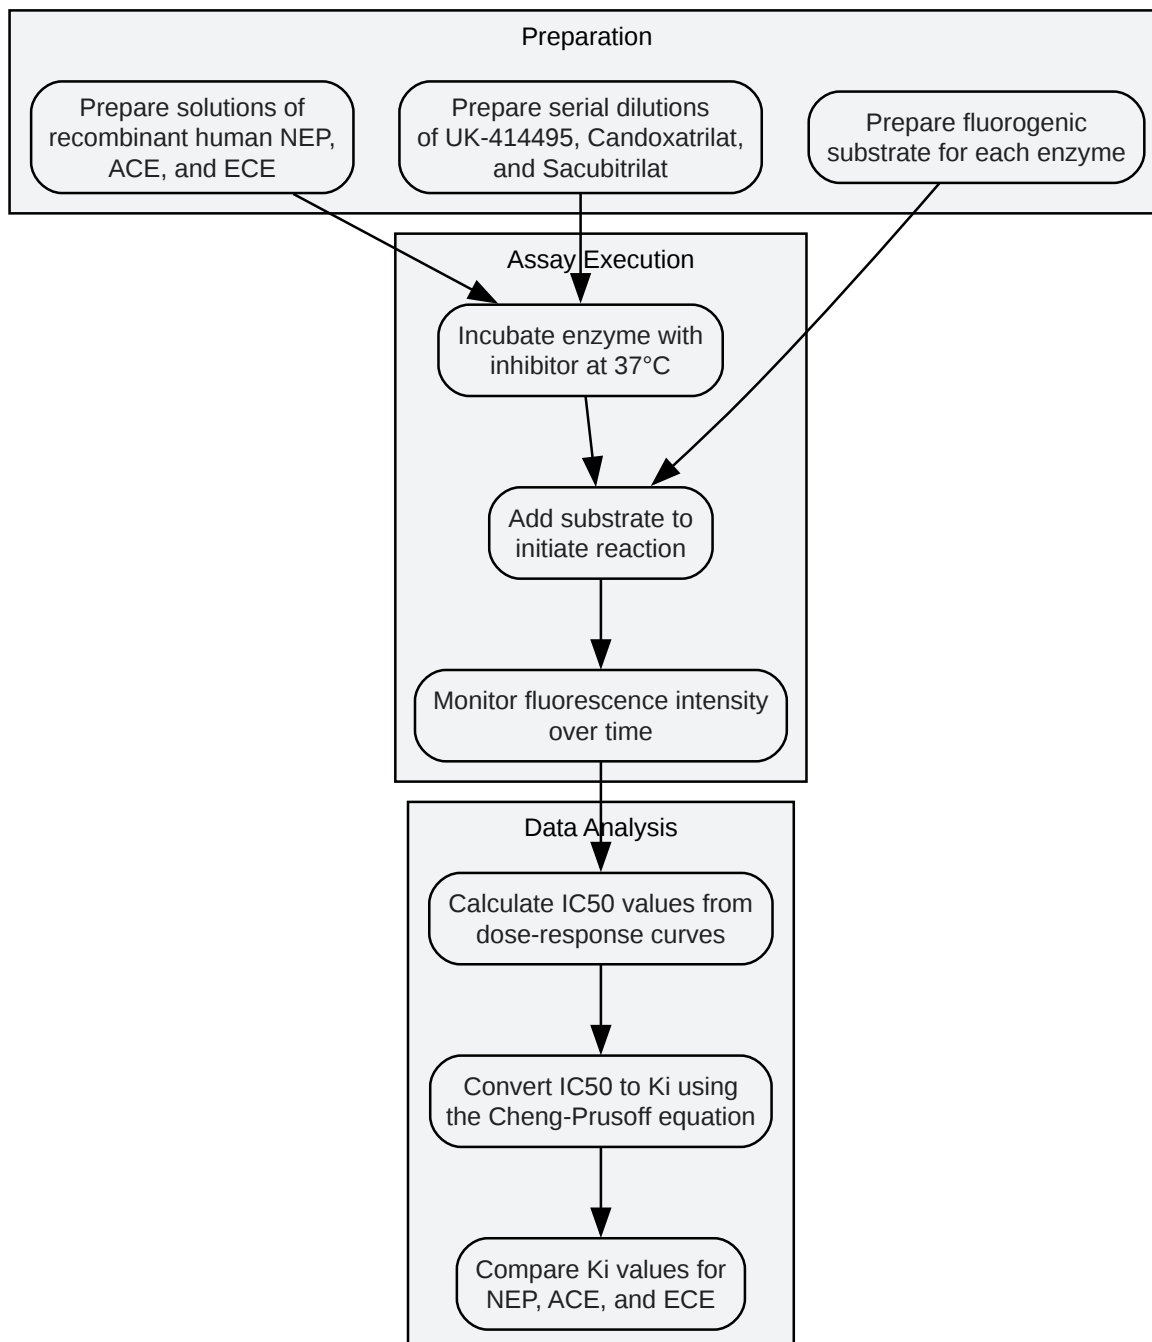 Preparation
Prepare solutions of
recombinant human NEP,
ACE, and ECE
Prepare serial dilutions
of UK-414495, Candoxatrilat,
and Sacubitrilat
Prepare fluorogenic
substrate for each enzyme
Assay Execution
Incubate enzyme with
inhibitor at 37°C
Add substrate to
initiate reaction
Monitor fluorescence intensity
over time
Data Analysis
Calculate IC50 values from
dose-response curves
Convert IC50 to Ki using
the Cheng-Prusoff equation
Compare Ki values for
NEP, ACE, and ECE